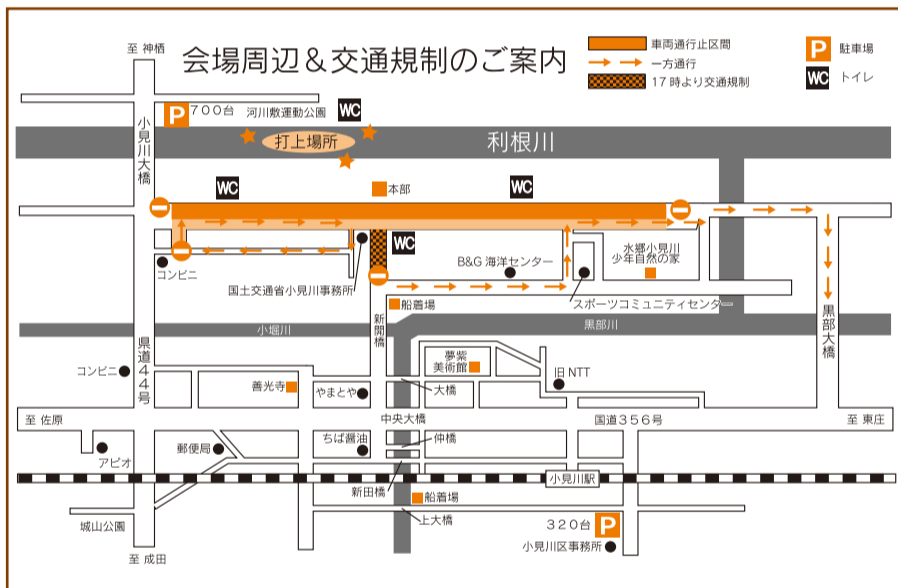 至 神栖
会場周辺＆交通規制のご案内
車両通行止区間
一方通行
17時より交通規制
P 駐車場
WC トイレ
P 700台
河川敷運動公園
WC
小見川大橋
打上場所
利根川
WC
本部
WC
WC
コンビニ
国土交通省小見川事務所
B&G 海洋センター
水郷小見川
少年自然の家
スポーツコミュニティセンター
船着場
新開橋
小堀川
黒部川
黒部大橋
県道44号
コンビニ
善光寺
やまとや
夢紫
美術館
大橋
旧 NTT
至 佐原
中央大橋
国道356号
至 東庄
アピオ
郵便局
ちば醤油
仲橋
新田橋
小見川駅
船着場
城山公園
上大橋
320台 P
小見川区事務所
至 成田